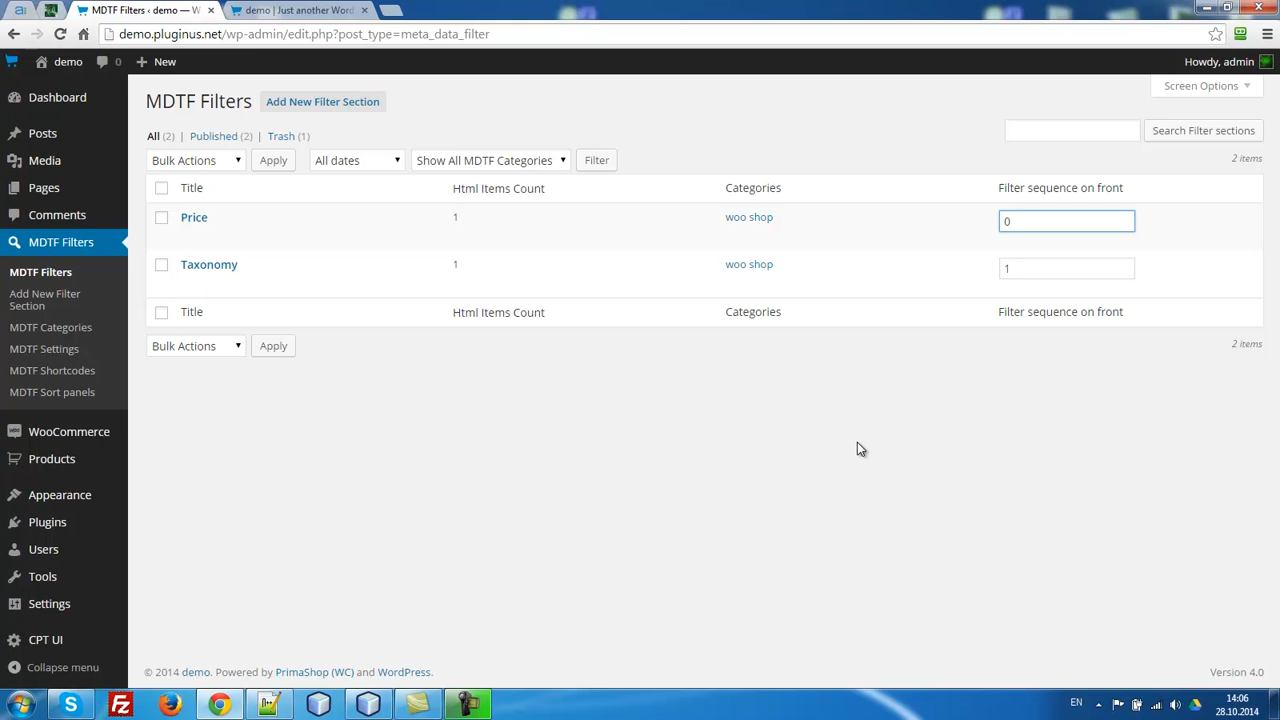 MDTF Filters ‹ demo — W
demo | Just another Word
demo.pluginus.net/wp-admin/edit.php?post_type=meta_data_filter
demo 0 New
Howdy, admin
Screen Options
Dashboard
Posts
Media
Pages
Comments
MDTF Filters
MDTF Filters
Add New Filter
Section
MDTF Categories
MDTF Settings
MDTF Shortcodes
MDTF Sort panels
WooCommerce
Products
Appearance
Plugins
Users
Tools
Settings
CPT UI
Collapse menu
MDTF Filters Add New Filter Section
All (2) | Published (2) | Trash (1)
Search Filter sections
Bulk Actions Apply All dates Show All MDTF Categories Filter
2 items
Title Html Items Count Categories Filter sequence on front
Price 1 woo shop 0
Taxonomy 1 woo shop 1
Title Html Items Count Categories Filter sequence on front
Bulk Actions Apply
2 items
© 2014 demo. Powered by PrimaShop (WC) and WordPress.
Version 4.0
EN
14:06
28.10.2014